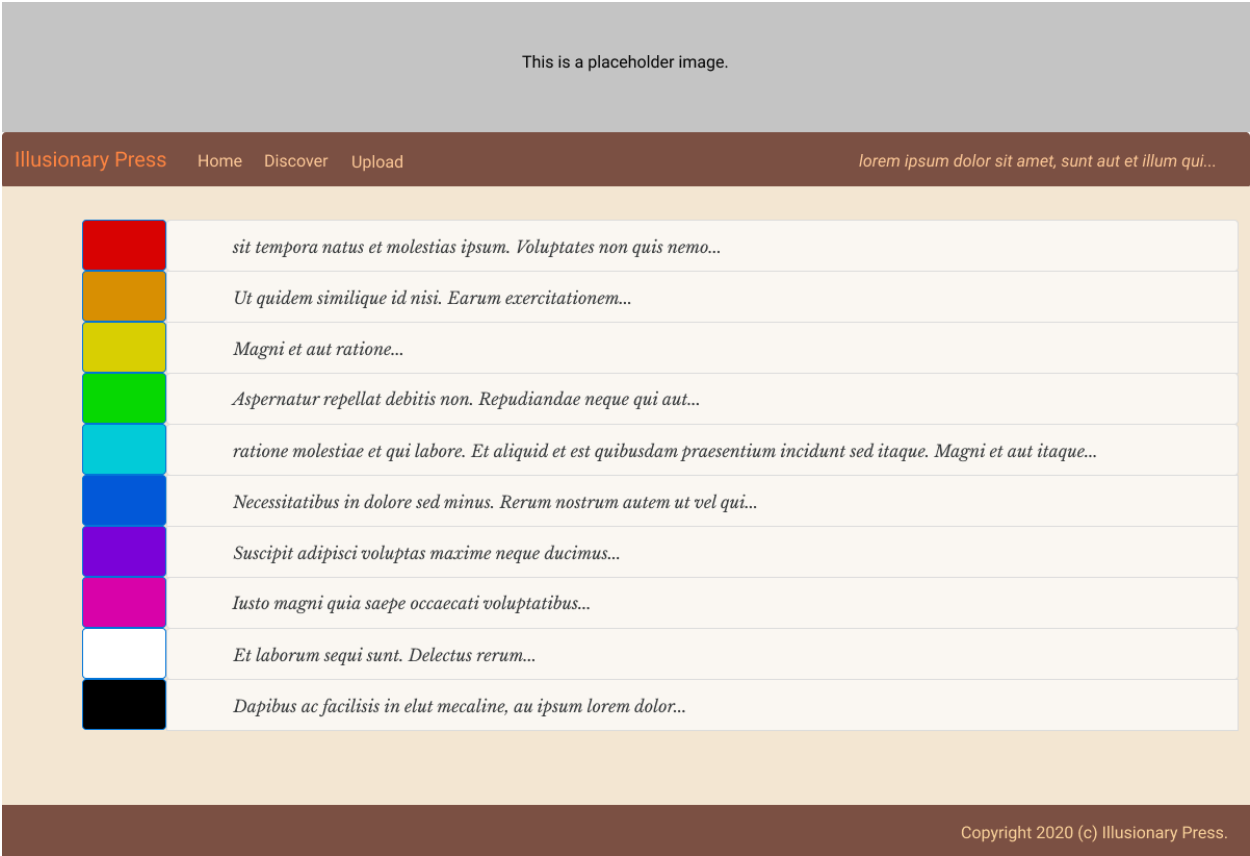 This is a placeholder image.
Illusionary Press Home Discover Upload lorem ipsum dolor sit amet, sunt aut et illum qui...
sit tempora natus et molestias ipsum. Voluptates non quis nemo...
Ut quidem similique id nisi. Earum exercitationem...
Magni et aut ratione...
Aspernatur repellat debitis non. Repudiandae neque qui aut...
ratione molestiae et qui labore. Et aliquid et est quibusdam praesentium incidunt sed itaque. Magni et aut itaque...
Necessitatibus in dolore sed minus. Rerum nostrum autem ut vel qui...
Suscipit adipisci voluptas maxime neque ducimus...
Iusto magni quia saepe occaecati voluptatibus...
Et laborum sequi sunt. Delectus rerum...
Dapibus ac facilisis in elut mecaline, au ipsum lorem dolor...
Copyright 2020 (c) Illusionary Press.